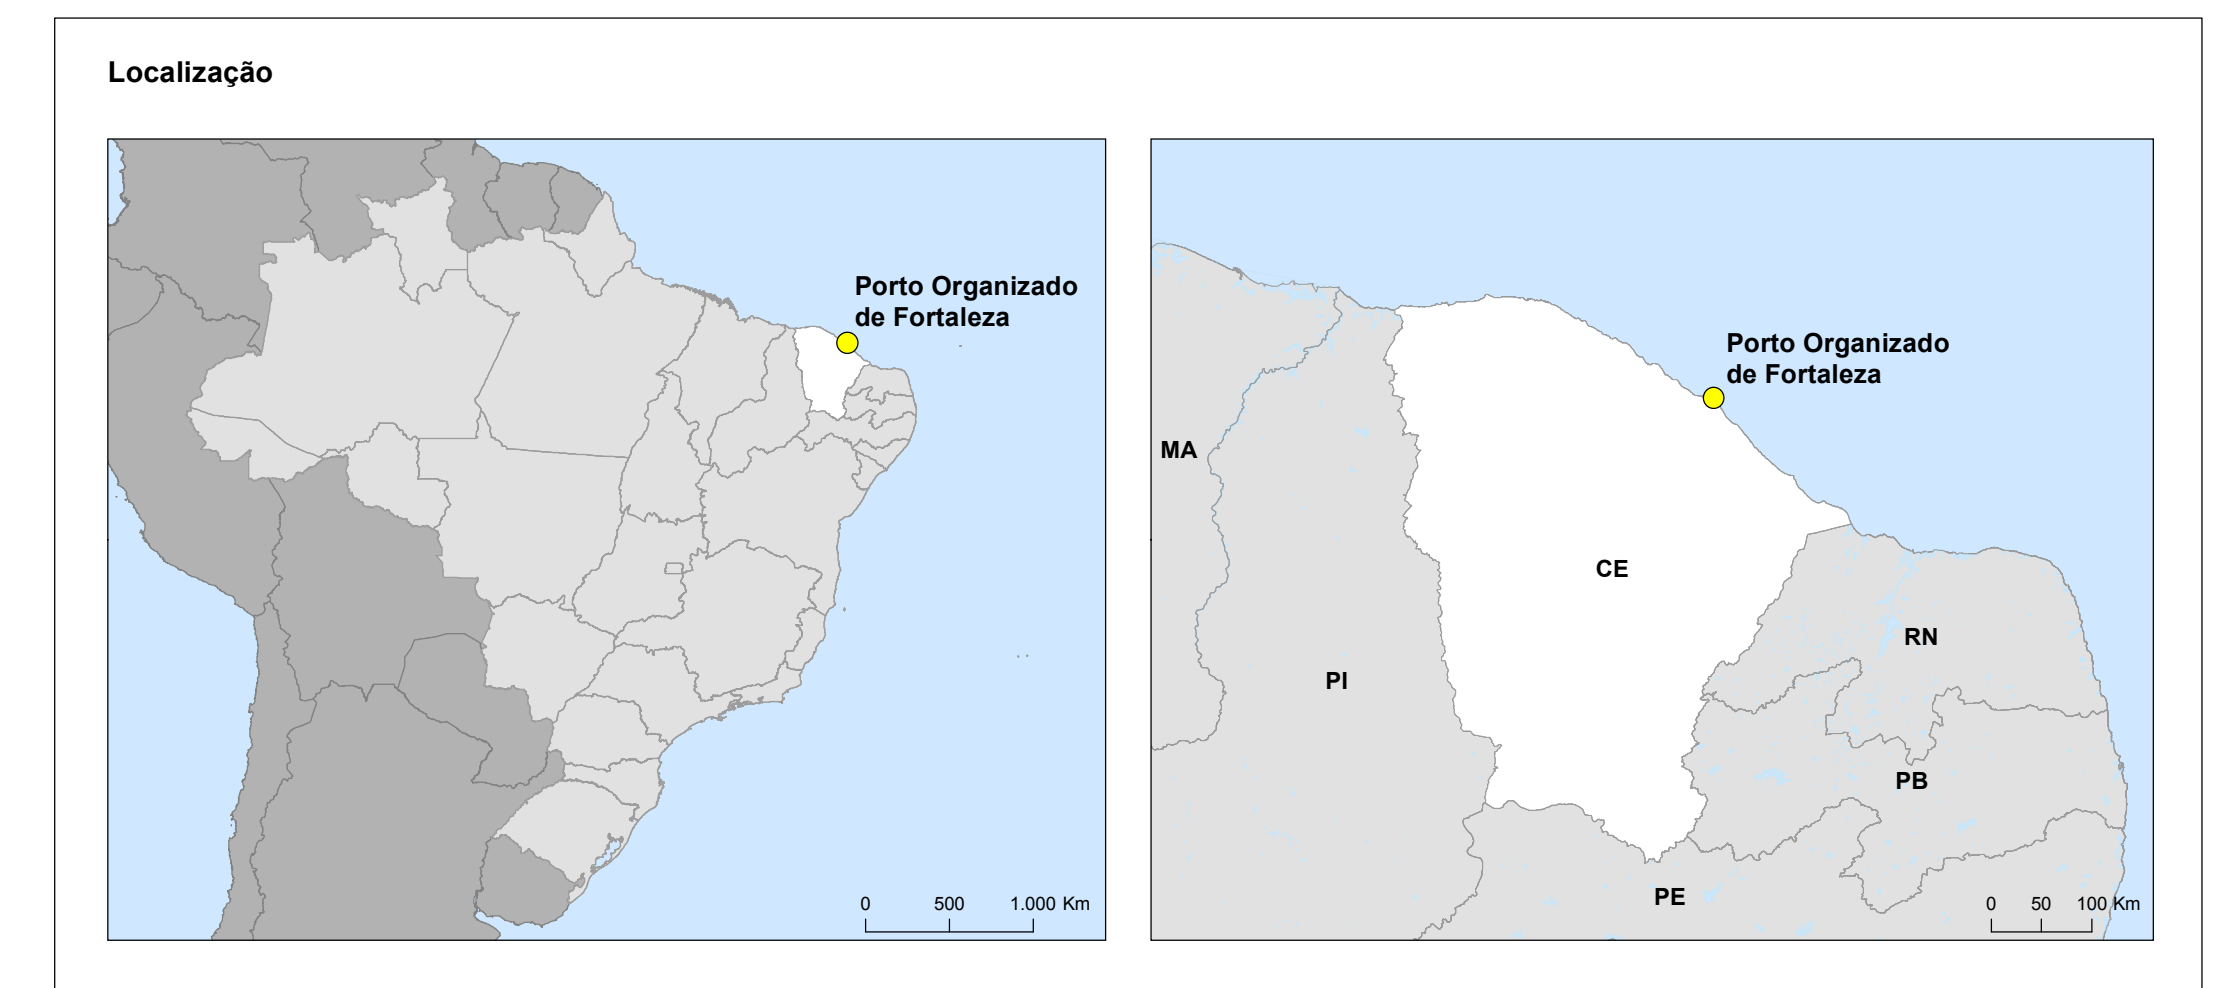 Localização
Porto Organizado
de Fortaleza
0 500 1.000 Km
Porto Organizado
de Fortaleza
MA
CE
RN
PI
PB
PE
0 50 100 Km